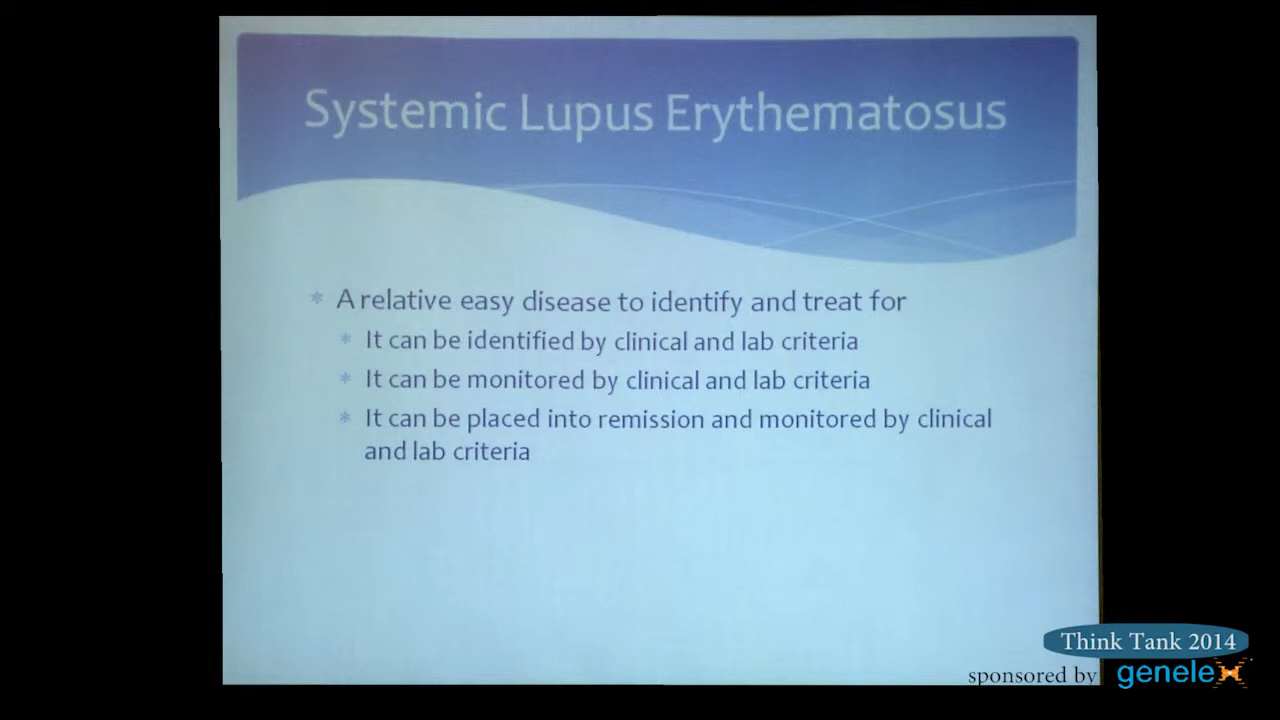 Systemic Lupus Erythematosus
* A relative easy disease to identify and treat for
* It can be identified by clinical and lab criteria
* It can be monitored by clinical and lab criteria
* It can be placed into remission and monitored by clinical
and lab criteria
Think Tank 2014
sponsored by genelex